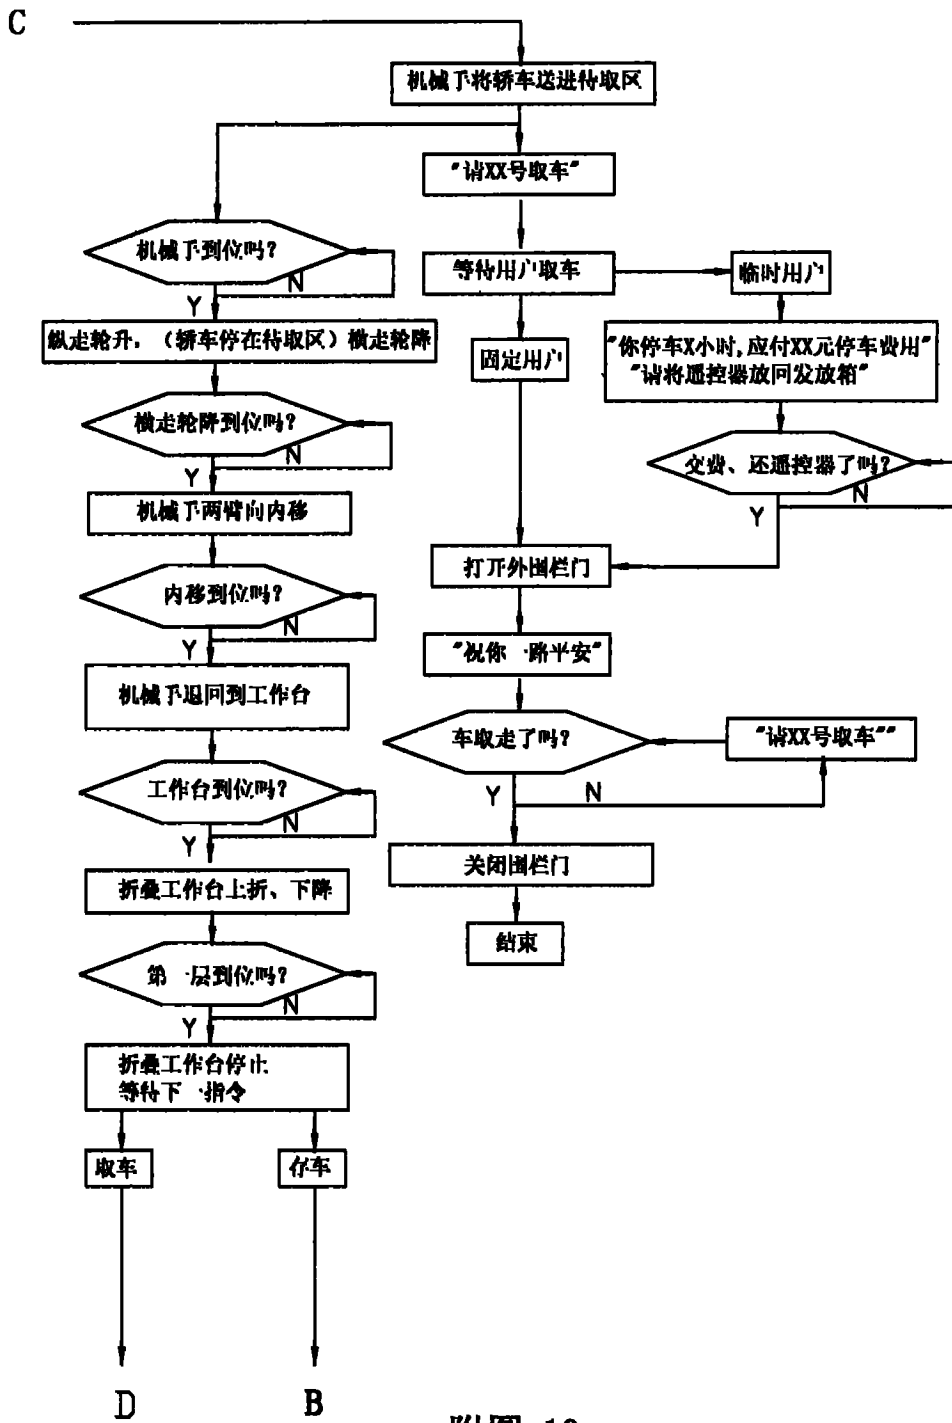 C
机械手将轿车送进待取区
"请XX号取车"
机械手到位吗?
N
Y
等待用户取车
临时用户
纵走轮升,(轿车停在待取区)横走轮降
固定用户
"你停车X小时,应付XX元停车费用"
"请将遥控器放回发放箱"
横走轮降到位吗?
N
Y
交费、还遥控器了吗?
N
Y
机械手两臂向内移
打开外围栏门
内移到位吗?
N
Y
"祝你一路平安"
机械手退回到工作台
车取走了吗?
"请XX号取车""
Y
N
工作台到位吗?
N
Y
关闭围栏门
折叠工作台上折、下降
结束
第一层到位吗?
N
Y
折叠工作台停止
等待下一指令
取车
存车
D
B